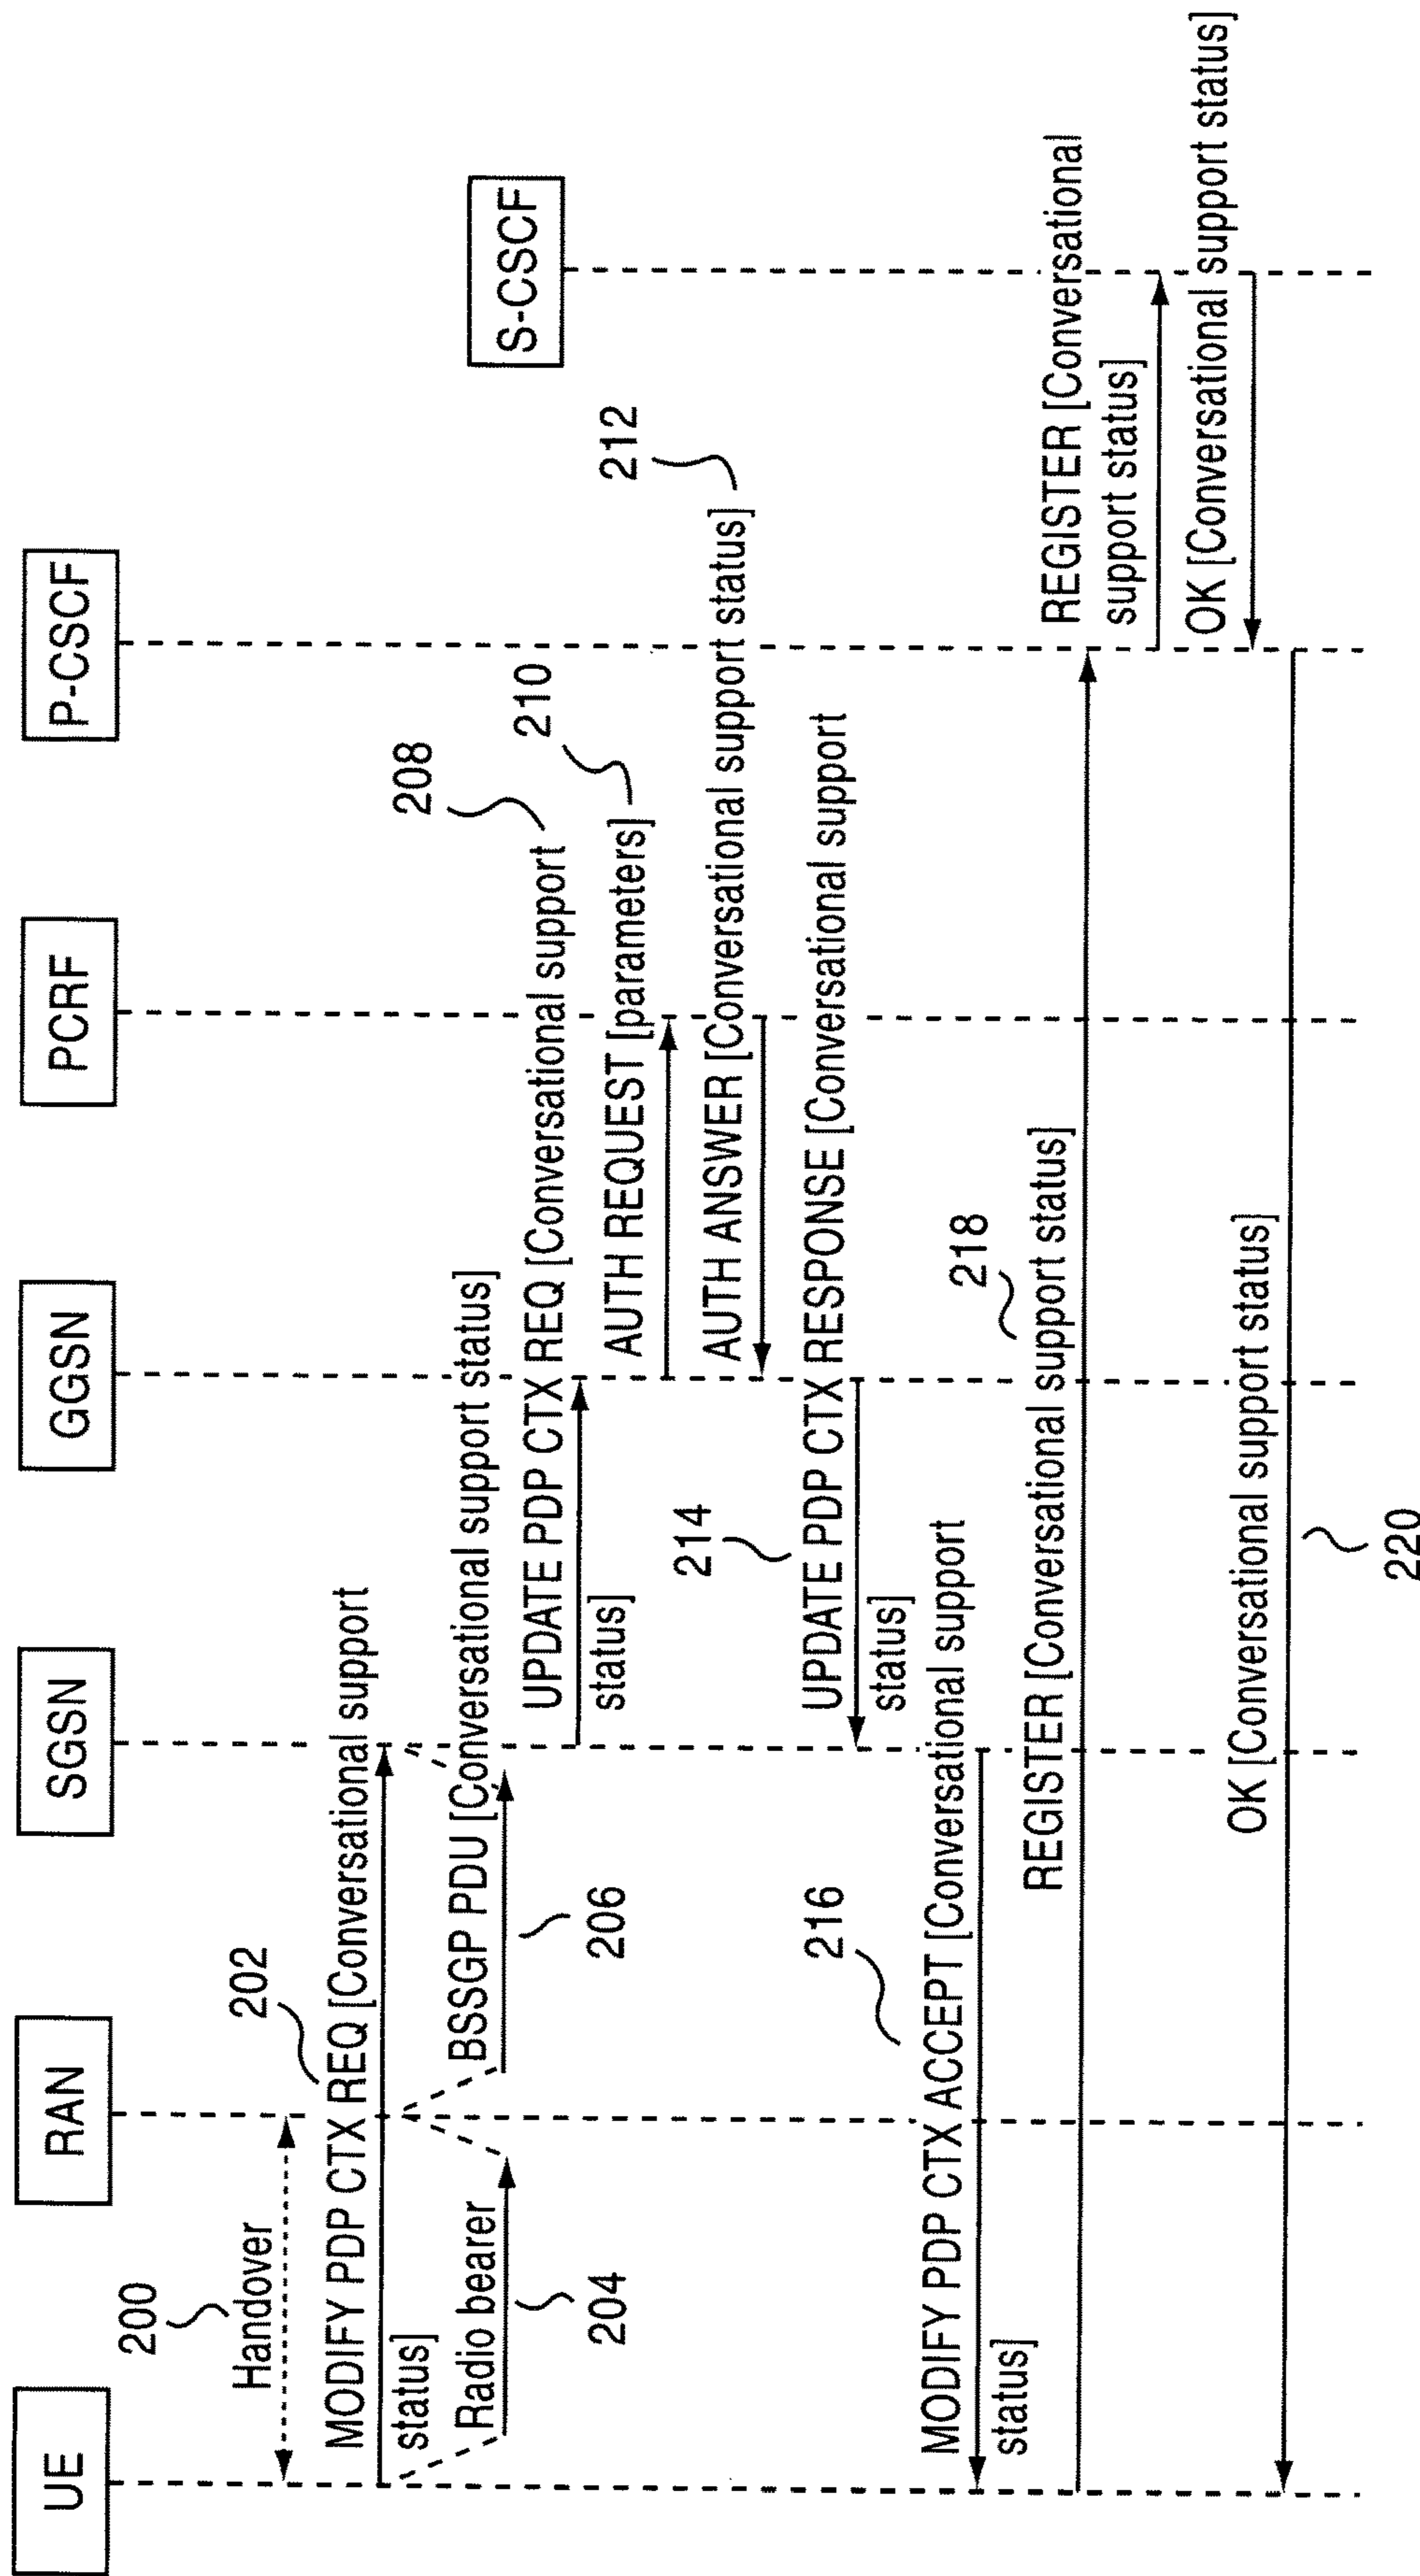 UE
RAN
SGSN
GGSN
PCRF
P-CSCF
S-CSCF
200
Handover
202
MODIFY PDP CTX REQ [Conversational support
status]
Radio bearer
204
BSSGP PDU [Conversational support status]
206
208
UPDATE PDP CTX REQ [Conversational support
status]
210
AUTH REQUEST [parameters]
212
AUTH ANSWER [Conversational support status]
214
UPDATE PDP CTX RESPONSE [Conversational support
status]
216
MODIFY PDP CTX ACCEPT [Conversational support
status]
218
REGISTER [Conversational support status]
REGISTER [Conversational
support status]
OK [Conversational support status]
OK [Conversational support status]
220